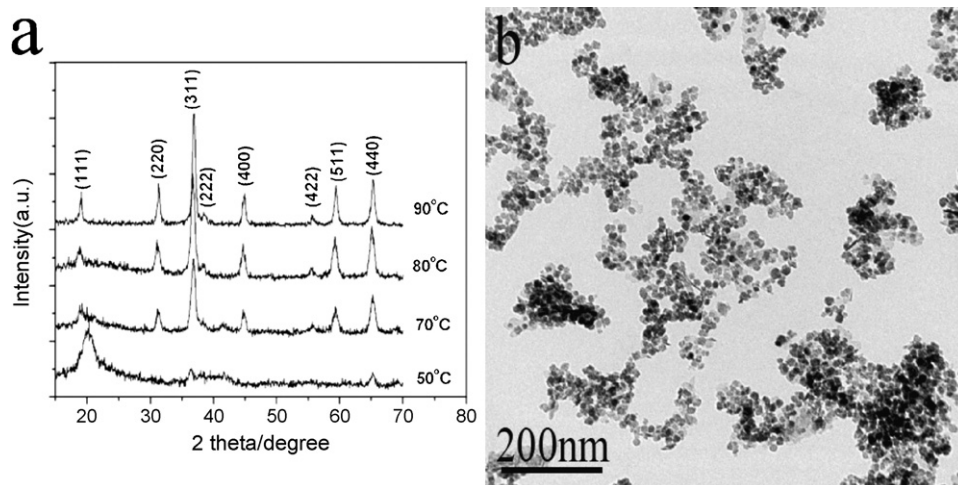 a
Intensity(a.u.)
(111)
(220)
(311)
(222)
(400)
(422)
(511)
(440)
90°C
80°C
70°C
50°C
20 30 40 50 60 70 80
2 theta/degree
b
200nm